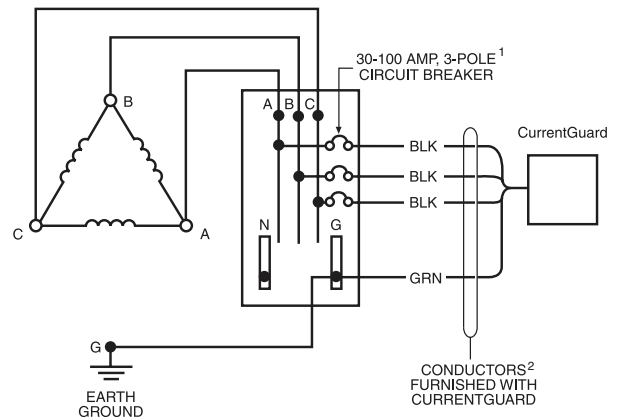 30-100 AMP, 3-POLE1
CIRCUIT BREAKER
A B C
B
CurrentGuard
BLK
BLK
BLK
C
A
N
G
GRN
G
EARTH
GROUND
CONDUCTORS2
FURNISHED WITH
CURRENTGUARD